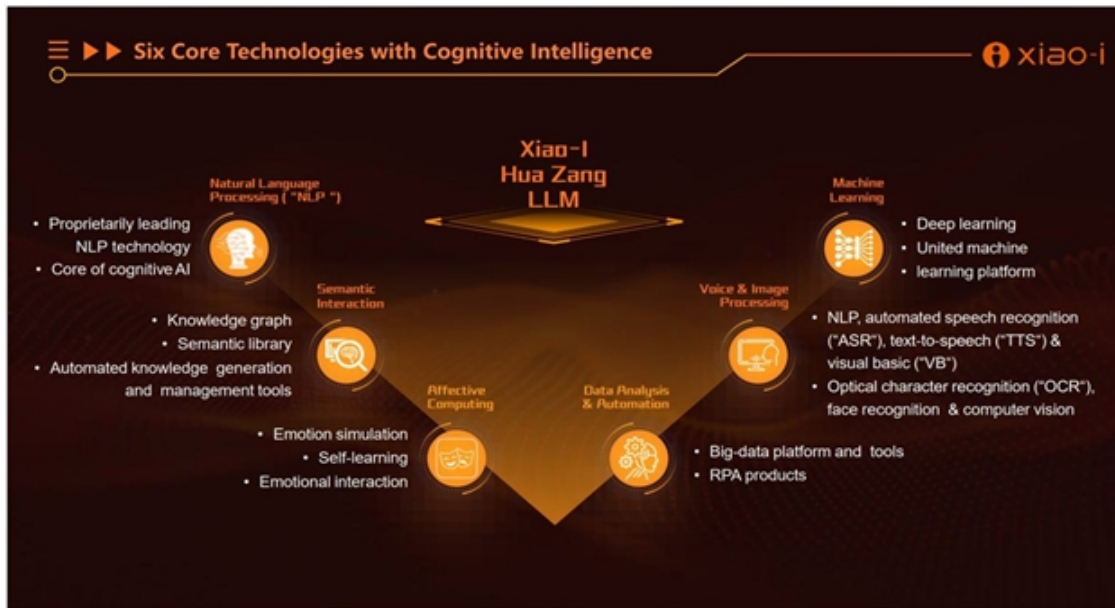 Six Core Technologies with Cognitive Intelligence
xiao-i
Xiao-I
Hua Zang
LLM
Natural Language
Processing ( "NLP ")
• Proprietarily leading
NLP technology
• Core of cognitive AI
Semantic
Interaction
• Knowledge graph
• Semantic library
• Automated knowledge generation
and management tools
Affective
Computing
• Emotion simulation
• Self-learning
• Emotional interaction
Data Analysis
& Automation
• Big-data platform and tools
• RPA products
Voice & Image
Processing
• NLP, automated speech recognition
("ASR"), text-to-speech ("TTS") &
visual basic ("VB")
• Optical character recognition ("OCR"),
face recognition & computer vision
Machine
Learning
• Deep learning
• United machine
• learning platform